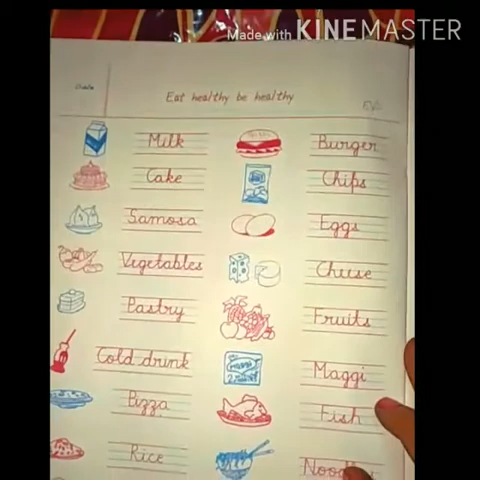 Made with KINEMASTER
Eat healthy be healthy
EVS
Milk Burger
Cake Chips
Samosa Eggs
Vegetables Cheese
Pastry Fruits
Cold drink Maggi
Pizza Fish
Rice